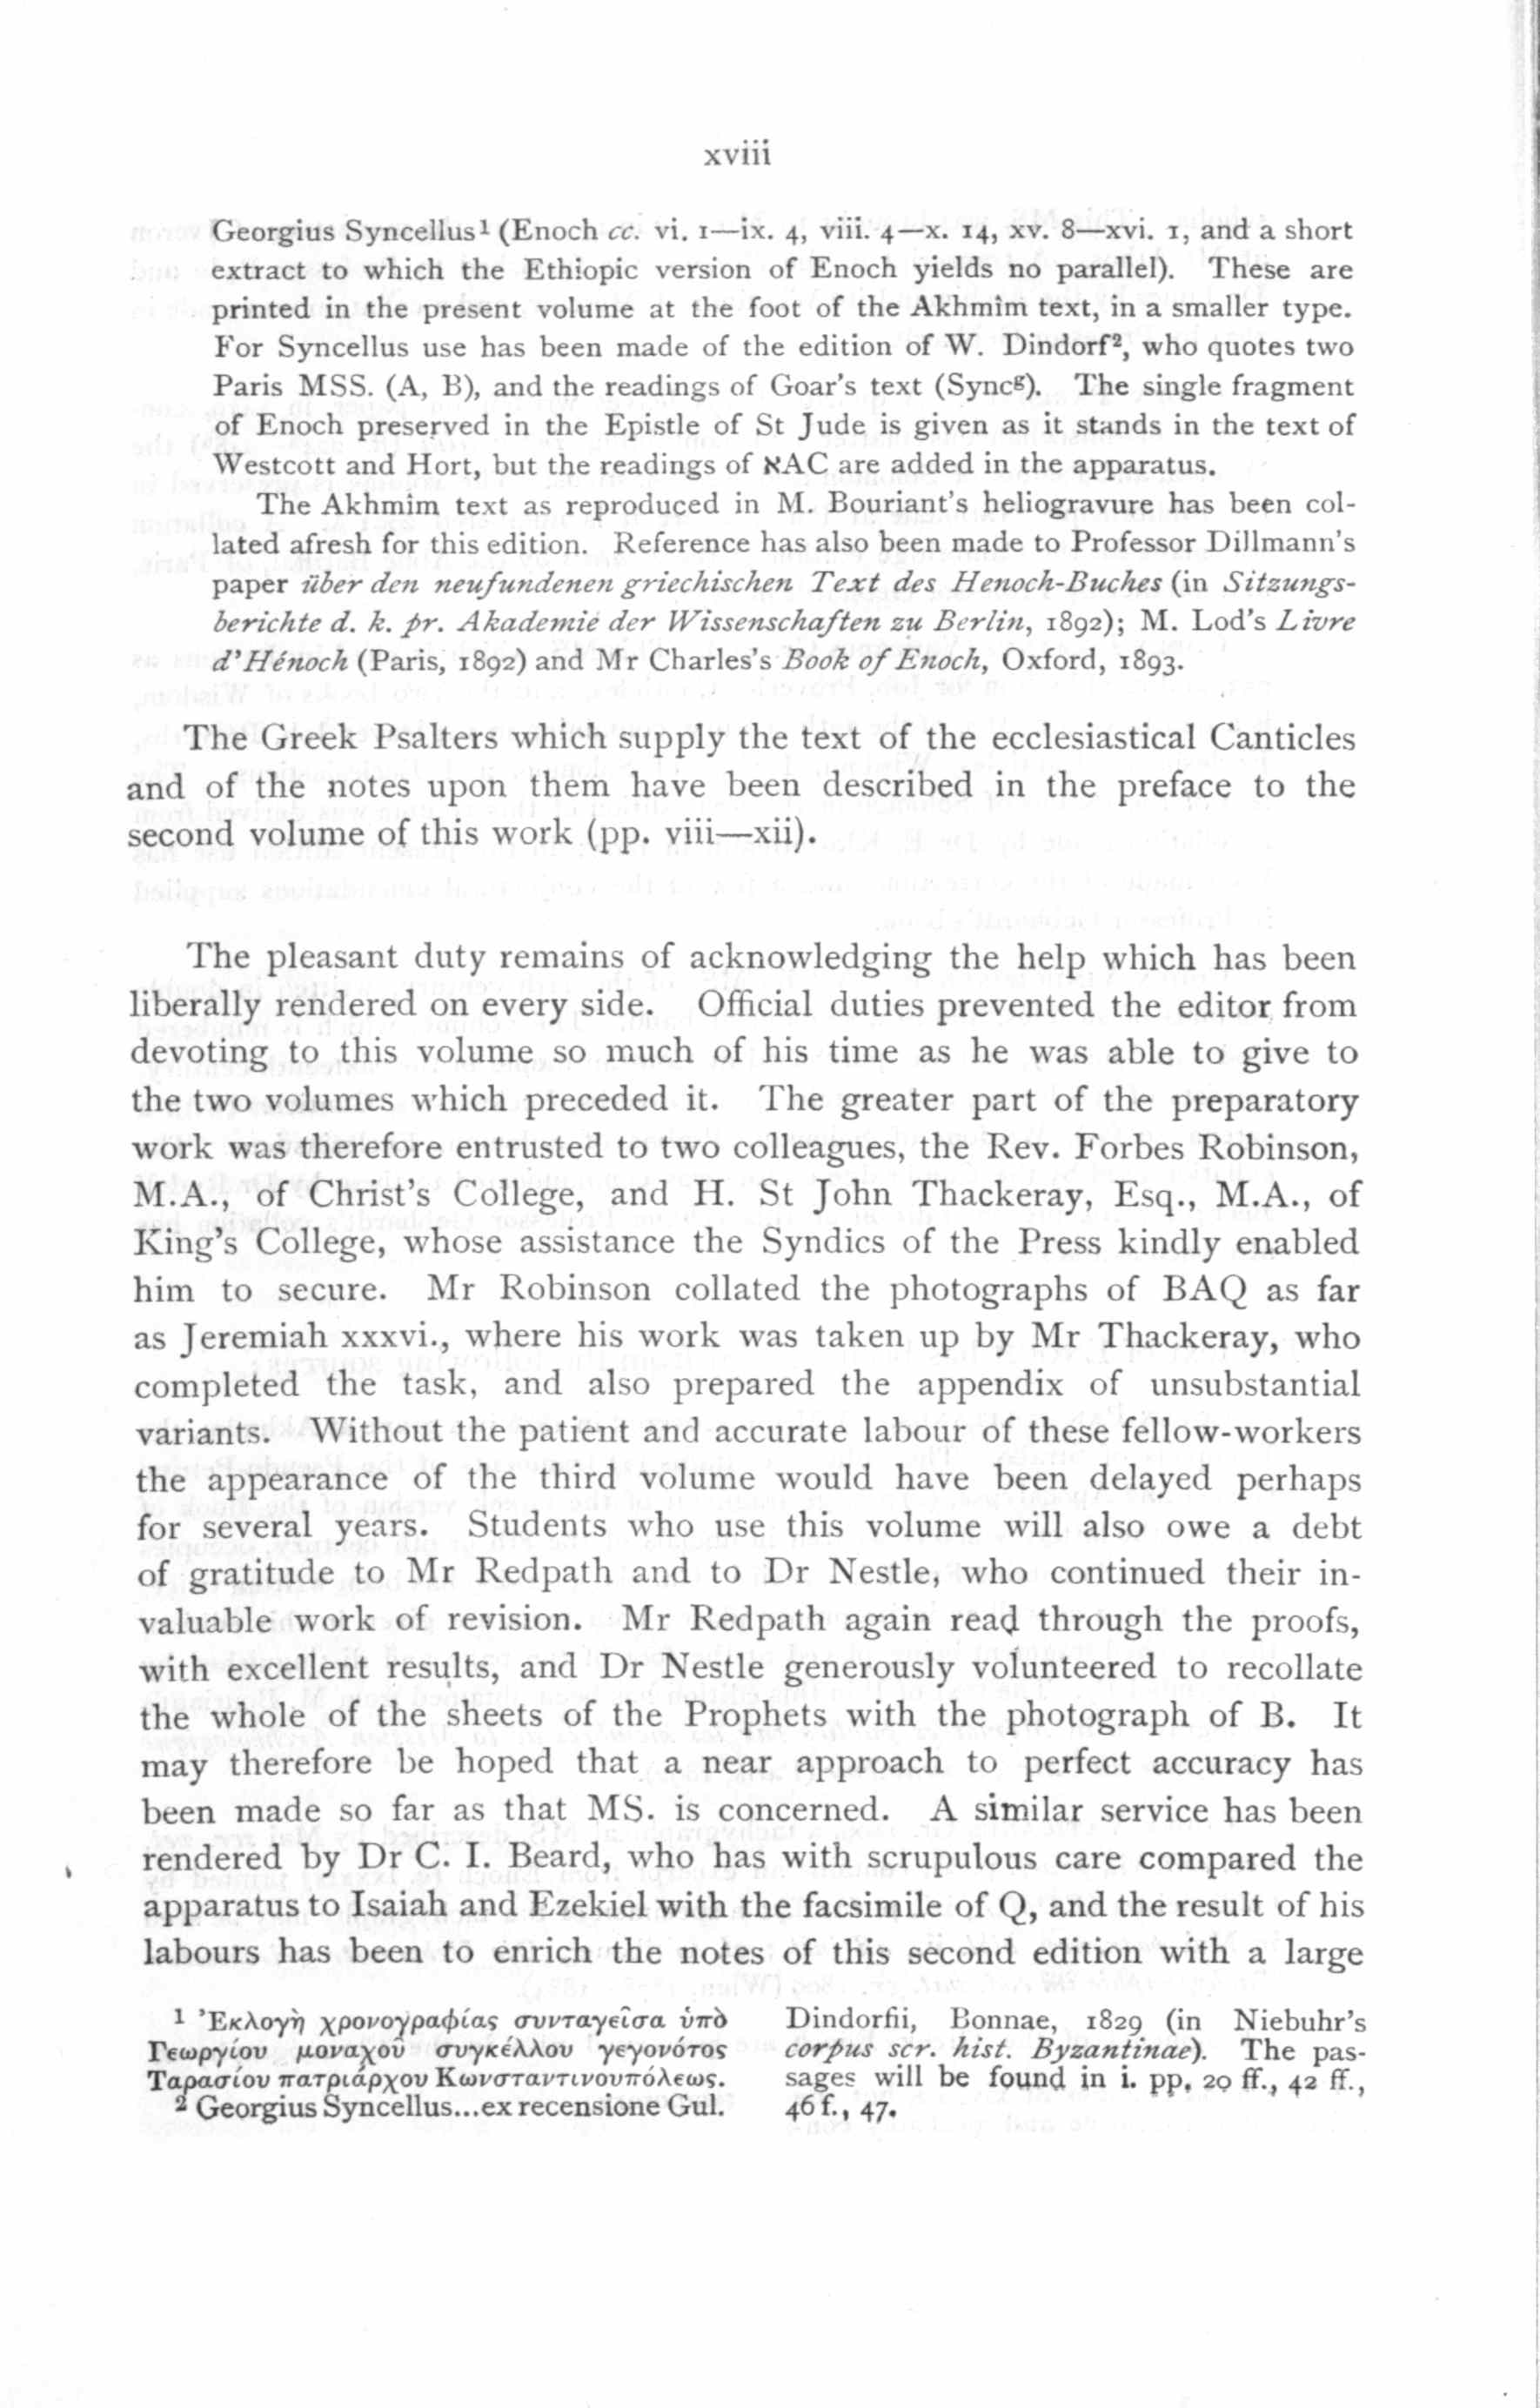 xviii
Georgius Syncellus¹ (Enoch cc. vi. 1—ix. 4, viii. 4—x. 14, xv. 8—xvi. 1, and a short
extract to which the Ethiopic version of Enoch yields no parallel). These are
printed in the present volume at the foot of the Akhmim text, in a smaller type.
For Syncellus use has been made of the edition of W. Dindorf², who quotes two
Paris MSS. (A, B), and the readings of Goar's text (Syncᵍ). The single fragment
of Enoch preserved in the Epistle of St Jude is given as it stands in the text of
Westcott and Hort, but the readings of ℵAC are added in the apparatus.
The Akhmim text as reproduced in M. Bouriant's heliogravure has been col-
lated afresh for this edition. Reference has also been made to Professor Dillmann's
paper über den neufundenen griechischen Text des Henoch-Buches (in Sitzungs-
berichte d. k. pr. Akademie der Wissenschaften zu Berlin, 1892); M. Lod's Livre
d'Hénoch (Paris, 1892) and Mr Charles's Book of Enoch, Oxford, 1893.
The Greek Psalters which supply the text of the ecclesiastical Canticles
and of the notes upon them have been described in the preface to the
second volume of this work (pp. viii—xii).
The pleasant duty remains of acknowledging the help which has been
liberally rendered on every side. Official duties prevented the editor from
devoting to this volume so much of his time as he was able to give to
the two volumes which preceded it. The greater part of the preparatory
work was therefore entrusted to two colleagues, the Rev. Forbes Robinson,
M.A., of Christ's College, and H. St John Thackeray, Esq., M.A., of
King's College, whose assistance the Syndics of the Press kindly enabled
him to secure. Mr Robinson collated the photographs of BAQ as far
as Jeremiah xxxvi., where his work was taken up by Mr Thackeray, who
completed the task, and also prepared the appendix of unsubstantial
variants. Without the patient and accurate labour of these fellow-workers
the appearance of the third volume would have been delayed perhaps
for several years. Students who use this volume will also owe a debt
of gratitude to Mr Redpath and to Dr Nestle, who continued their in-
valuable work of revision. Mr Redpath again read through the proofs,
with excellent results, and Dr Nestle generously volunteered to recollate
the whole of the sheets of the Prophets with the photograph of B. It
may therefore be hoped that a near approach to perfect accuracy has
been made so far as that MS. is concerned. A similar service has been
rendered by Dr C. I. Beard, who has with scrupulous care compared the
apparatus to Isaiah and Ezekiel with the facsimile of Q, and the result of his
labours has been to enrich the notes of this second edition with a large
¹ Ἐκλογὴ χρονογραφίας συνταγεῖσα ὑπὸ
Γεωργίου μοναχοῦ συγκέλλου γεγονότος
Ταρασίου πατριάρχου Κωνσταντινουπόλεως.
² Georgius Syncellus...ex recensione Gul.
Dindorfii, Bonnae, 1829 (in Niebuhr's
corpus scr. hist. Byzantinae). The pas-
sages will be found in i. pp. 20 ff., 42 ff.,
46 f., 47.